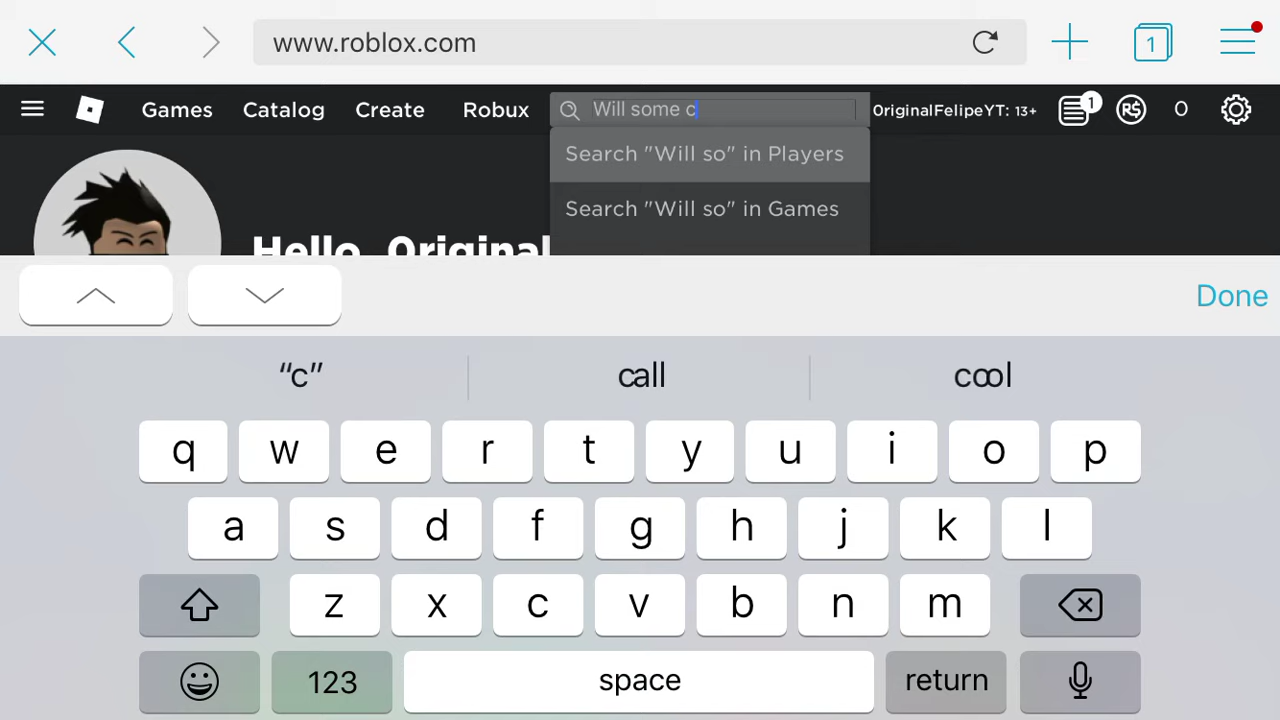 www.roblox.com
1
Games Catalog Create Robux Will some c OriginalFelipeYT: 13+ 1 R$ 0
Search "Will so" in Players
Search "Will so" in Games
Hello, Original
Done
“c” call cool
q w e r t y u i o p
a s d f g h j k l
z x c v b n m
123 space return